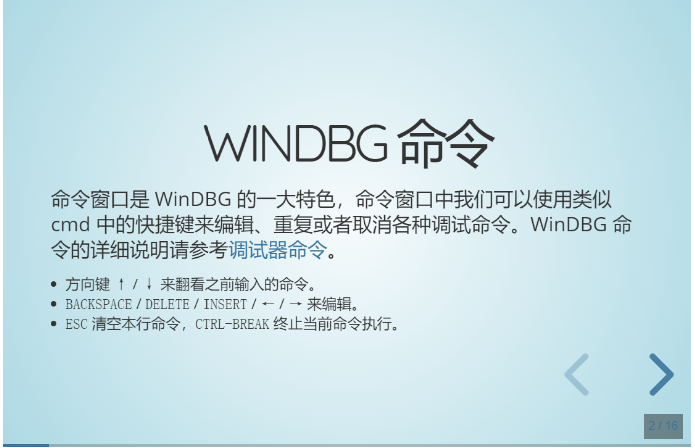 WINDBG 命令
命令窗口是 WinDBG 的一大特色，命令窗口中我们可以使用类似
cmd 中的快捷键来编辑、重复或者取消各种调试命令。WinDBG 命
令的详细说明请参考调试器命令。
• 方向键 ↑ / ↓ 来翻看之前输入的命令。
• BACKSPACE / DELETE / INSERT / ← / → 来编辑。
• ESC 清空本行命令，CTRL-BREAK 终止当前命令执行。
2 / 16